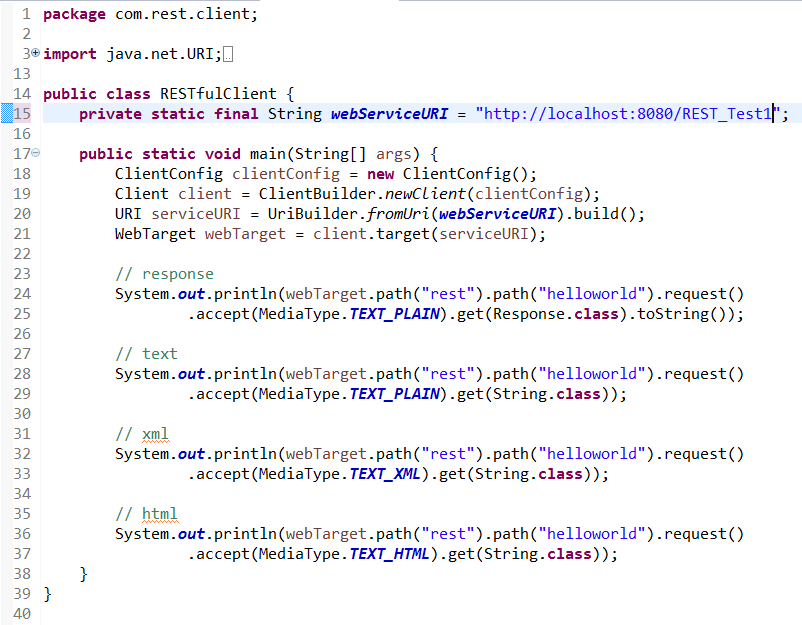 1 package com.rest.client;
2
3 import java.net.URI;
13
14 public class RESTfulClient {
15     private static final String webServiceURI = "http://localhost:8080/REST_Test1";
16
17     public static void main(String[] args) {
18         ClientConfig clientConfig = new ClientConfig();
19         Client client = ClientBuilder.newClient(clientConfig);
20         URI serviceURI = UriBuilder.fromUri(webServiceURI).build();
21         WebTarget webTarget = client.target(serviceURI);
22
23         // response
24         System.out.println(webTarget.path("rest").path("helloworld").request()
25                 .accept(MediaType.TEXT_PLAIN).get(Response.class).toString());
26
27         // text
28         System.out.println(webTarget.path("rest").path("helloworld").request()
29                 .accept(MediaType.TEXT_PLAIN).get(String.class));
30
31         // xml
32         System.out.println(webTarget.path("rest").path("helloworld").request()
33                 .accept(MediaType.TEXT_XML).get(String.class));
34
35         // html
36         System.out.println(webTarget.path("rest").path("helloworld").request()
37                 .accept(MediaType.TEXT_HTML).get(String.class));
38     }
39 }
40